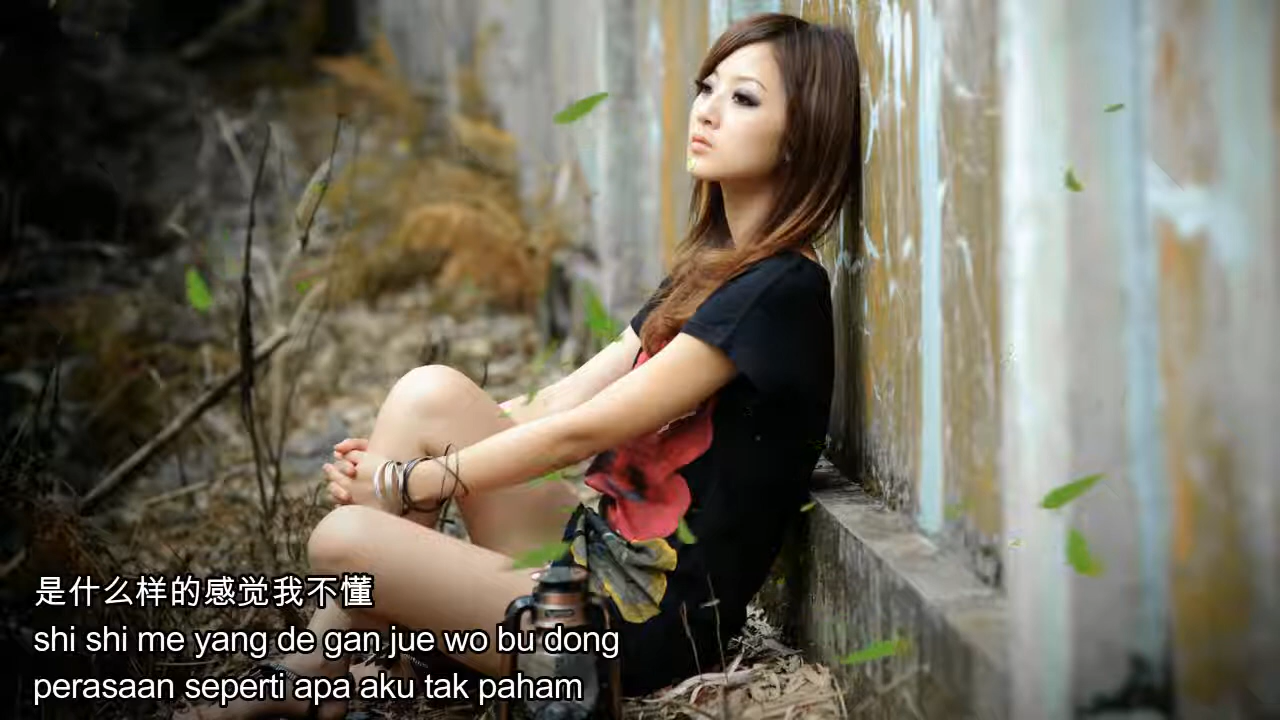 是什么样的感觉我不懂
shi shi me yang de gan jue wo bu dong
perasaan seperti apa aku tak paham